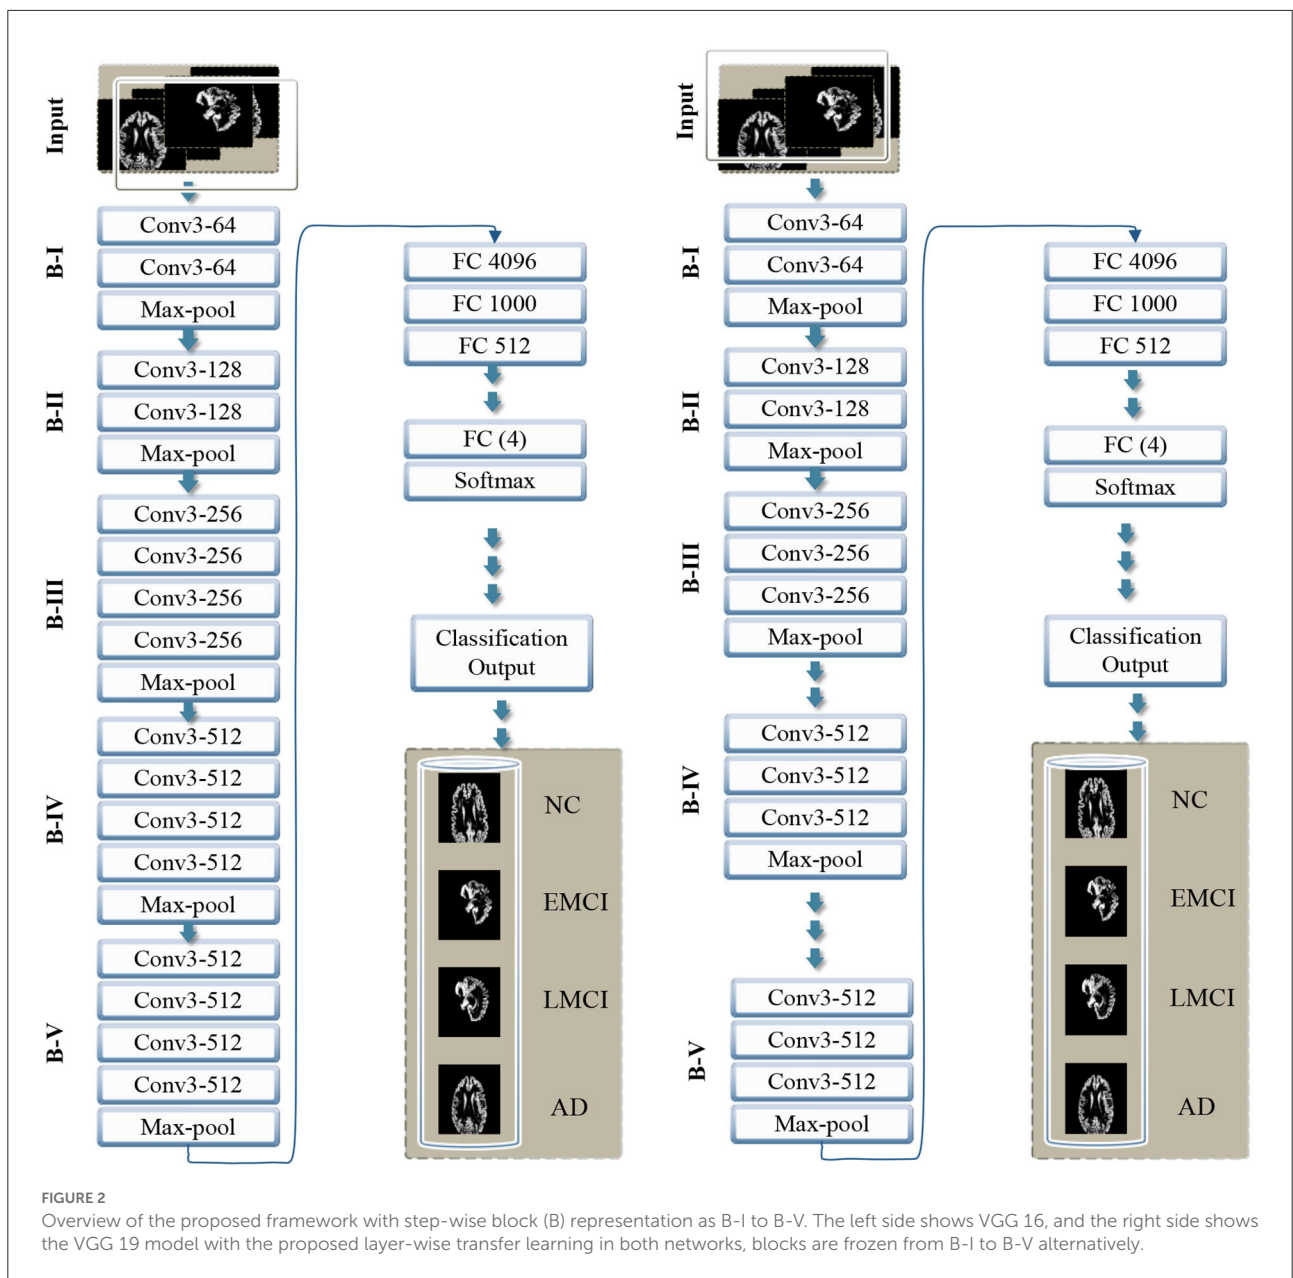 Input
B-I
Conv3-64
Conv3-64
Max-pool
B-II
Conv3-128
Conv3-128
Max-pool
B-III
Conv3-256
Conv3-256
Conv3-256
Conv3-256
Max-pool
B-IV
Conv3-512
Conv3-512
Conv3-512
Conv3-512
Max-pool
B-V
Conv3-512
Conv3-512
Conv3-512
Conv3-512
Max-pool
FC 4096
FC 1000
FC 512
FC (4)
Softmax
Classification
Output
NC
EMCI
LMCI
AD
Input
B-I
Conv3-64
Conv3-64
Max-pool
B-II
Conv3-128
Conv3-128
Max-pool
B-III
Conv3-256
Conv3-256
Conv3-256
Max-pool
B-IV
Conv3-512
Conv3-512
Conv3-512
Max-pool
B-V
Conv3-512
Conv3-512
Conv3-512
Max-pool
FC 4096
FC 1000
FC 512
FC (4)
Softmax
Classification
Output
NC
EMCI
LMCI
AD
FIGURE 2
Overview of the proposed framework with step-wise block (B) representation as B-I to B-V. The left side shows VGG 16, and the right side shows
the VGG 19 model with the proposed layer-wise transfer learning in both networks, blocks are frozen from B-I to B-V alternatively.